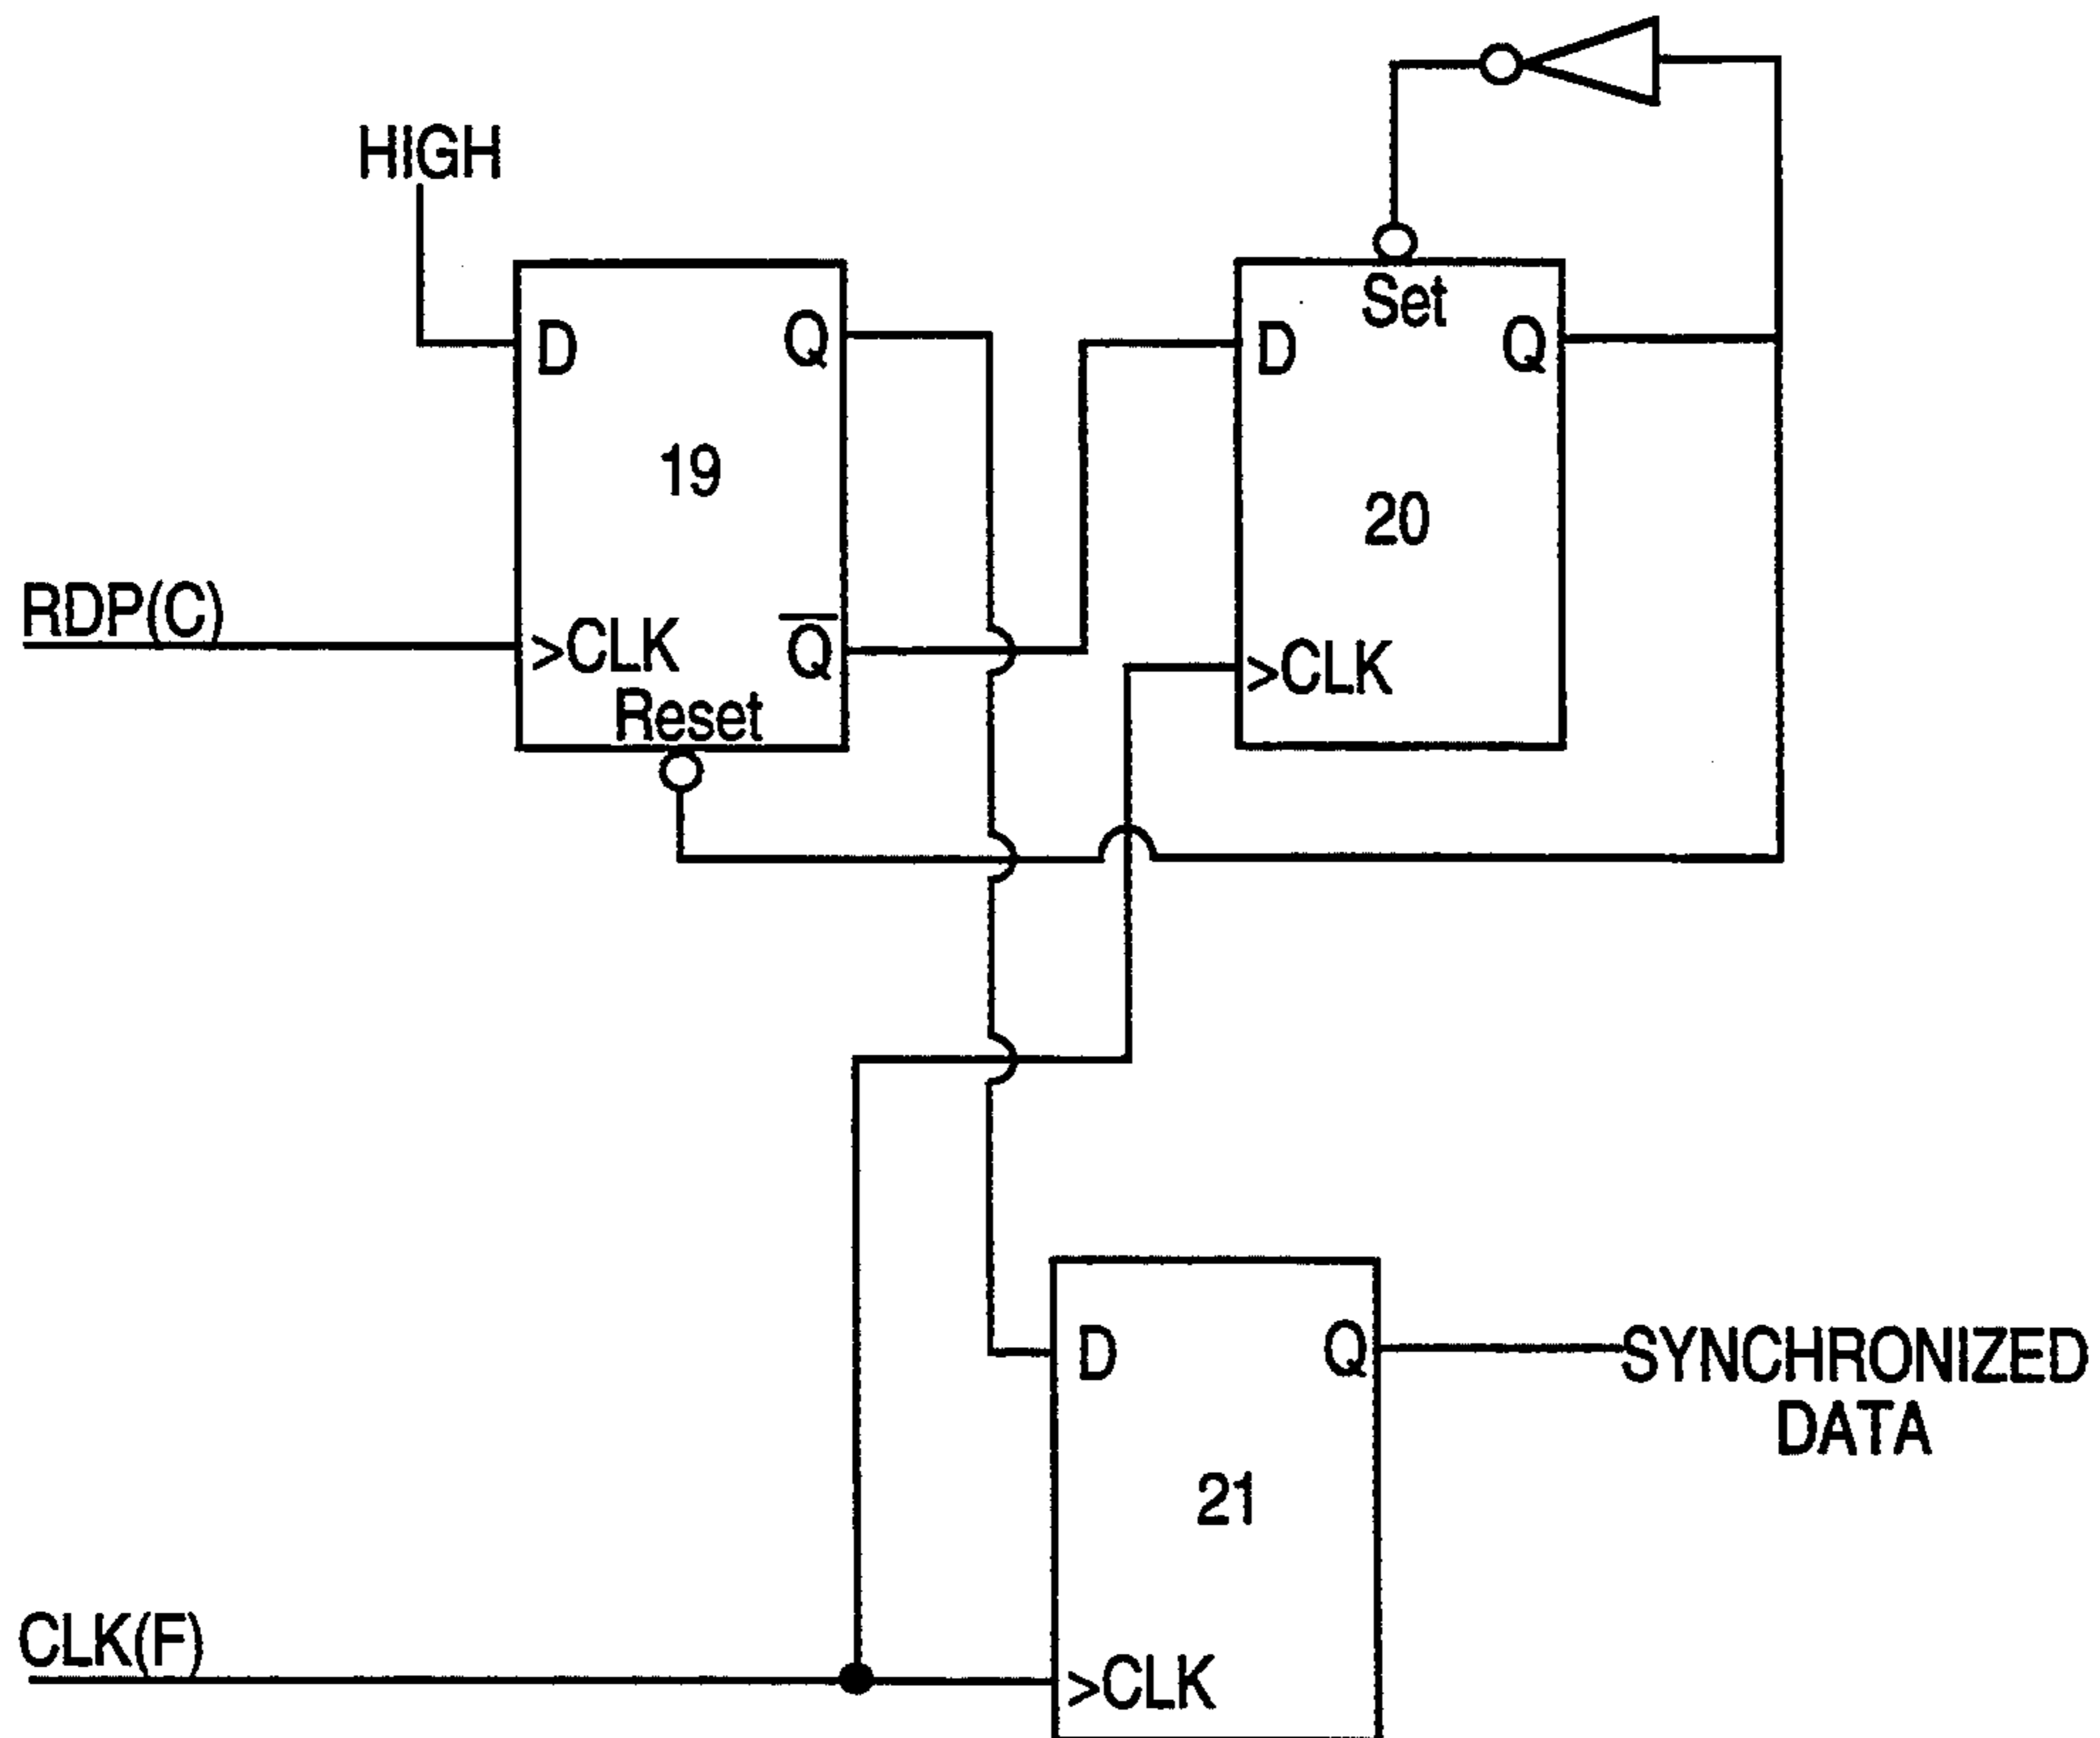 HIGH
D
Q
19
RDP(C)
>CLK
Q̅
Reset
Set
D
Q
20
>CLK
D
Q
SYNCHRONIZED
DATA
21
CLK(F)
>CLK